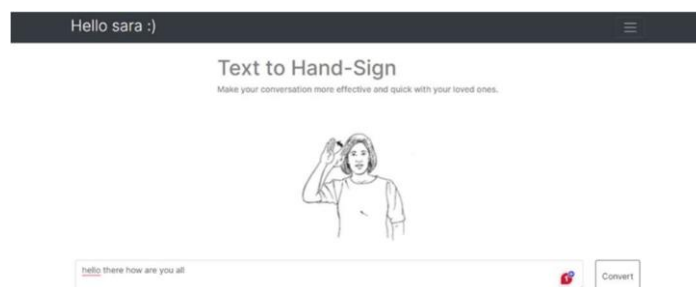 Hello sara :)
Text to Hand-Sign
Make your conversation more effective and quick with your loved ones.
hello there how are you all
Convert